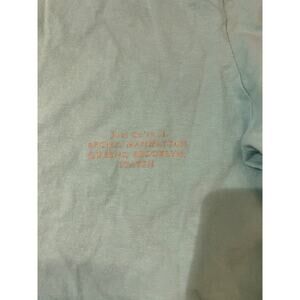 BRONX, MANHATTAN,
QUEENS, BROOKLYN,
STATEN